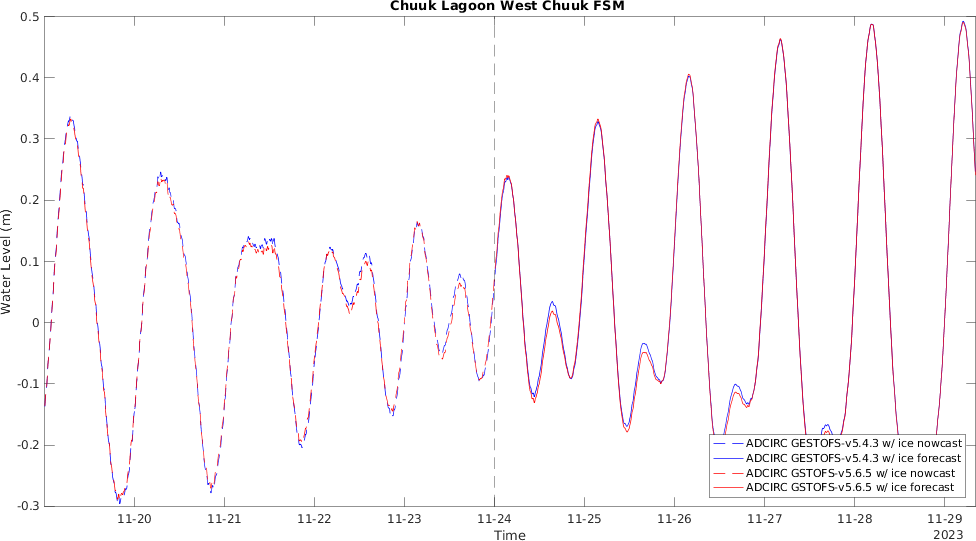 Chuuk Lagoon West Chuuk FSM
0.5
0.4
0.3
0.2
0.1
0
-0.1
-0.2
-0.3
Water Level (m)
ADCIRC GESTOFS-v5.4.3 w/ ice nowcast
ADCIRC GESTOFS-v5.4.3 w/ ice forecast
ADCIRC GSTOFS-v5.6.5 w/ ice nowcast
ADCIRC GSTOFS-v5.6.5 w/ ice forecast
11-20 11-21 11-22 11-23 11-24 11-25 11-26 11-27 11-28 11-29
Time
2023